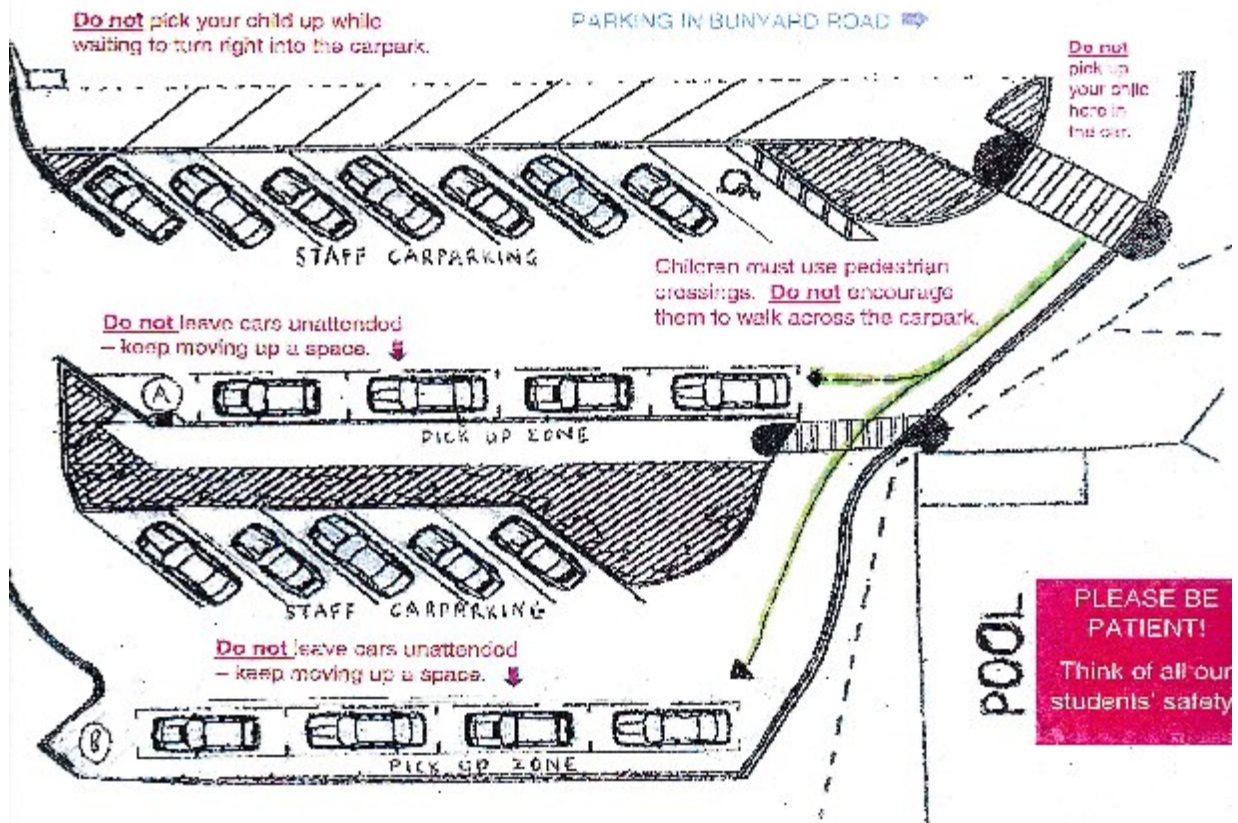 Do not pick your child up while
waiting to turn right into the carpark.
PARKING IN BUNYARD ROAD
Do not
pick up
your child
here in
the car.
STAFF CARPARKING
Children must use pedestrian
crossings. Do not encourage
them to walk across the carpark.
Do not leave cars unattended
– keep moving up a space.
A
PICK UP ZONE
STAFF CARPARKING
Do not leave cars unattended
– keep moving up a space.
B
PICK UP ZONE
POOL
PLEASE BE
PATIENT!
Think of all our
students' safety